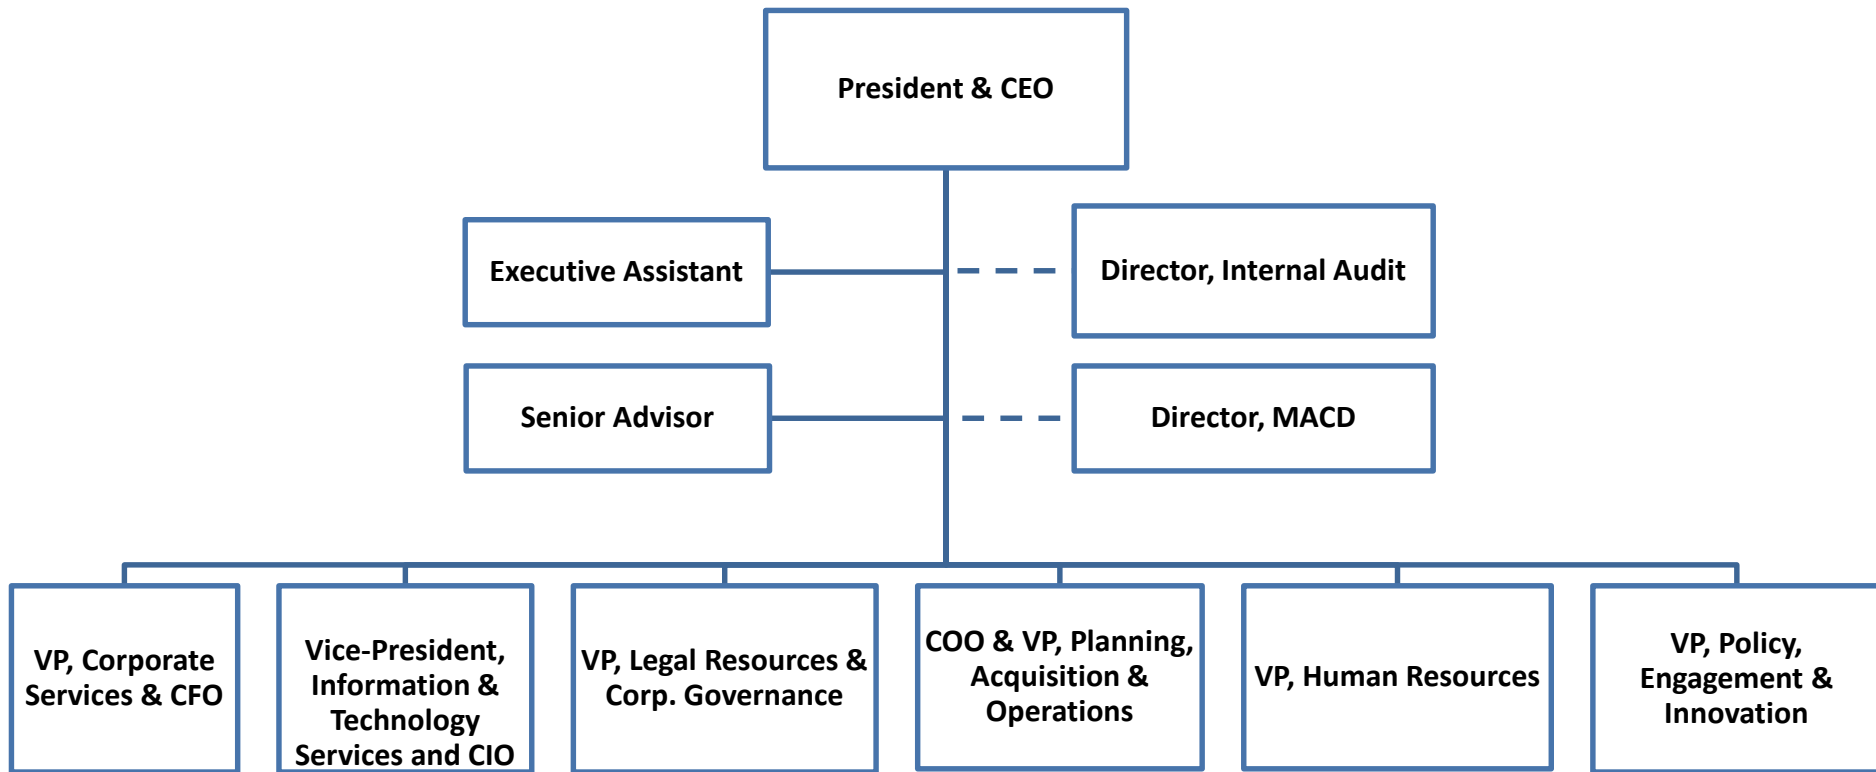 President & CEO
Executive Assistant
Director, Internal Audit
Senior Advisor
Director, MACD
VP, Corporate
Services & CFO
Vice-President,
Information &
Technology
Services and CIO
VP, Legal Resources &
Corp. Governance
COO & VP, Planning,
Acquisition &
Operations
VP, Human Resources
VP, Policy,
Engagement &
Innovation